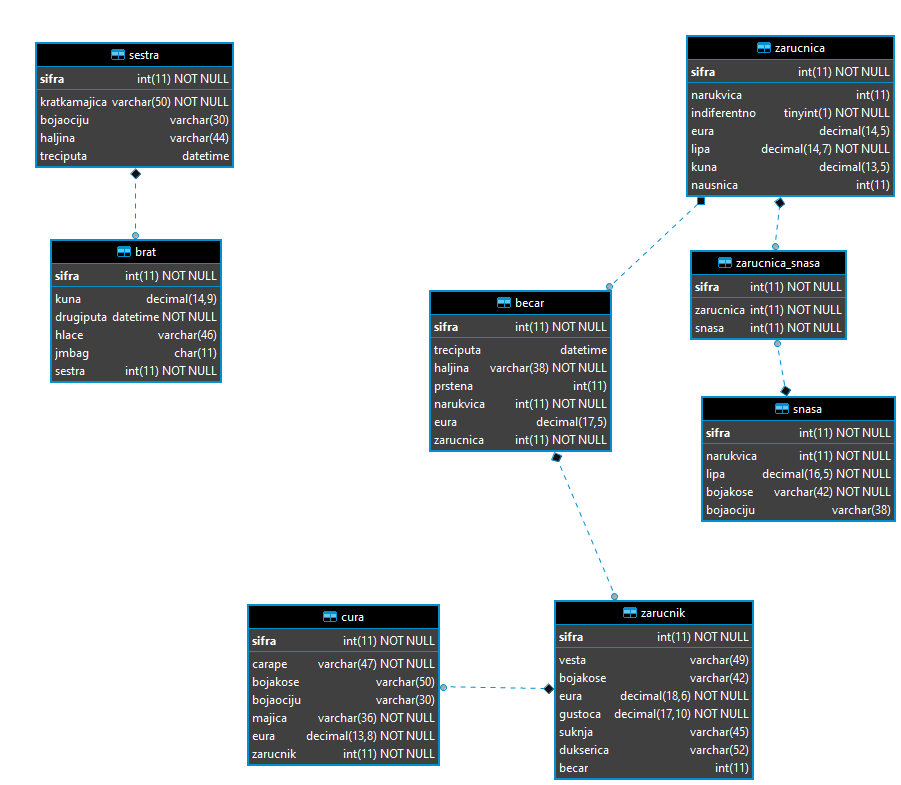 sestra
sifra int(11) NOT NULL
kratkamajica varchar(50) NOT NULL
bojaociju varchar(30)
haljina varchar(44)
treciputa datetime
brat
sifra int(11) NOT NULL
kuna decimal(14,9)
drugiputa datetime NOT NULL
hlace varchar(46)
jmbag char(11)
sestra int(11) NOT NULL
zarucnica
sifra int(11) NOT NULL
narukvica int(11)
indiferentno tinyint(1) NOT NULL
eura decimal(14,5)
lipa decimal(14,7) NOT NULL
kuna decimal(13,5)
nausnica int(11)
zarucnica_snasa
sifra int(11) NOT NULL
zarucnica int(11) NOT NULL
snasa int(11) NOT NULL
becar
sifra int(11) NOT NULL
treciputa datetime
haljina varchar(38) NOT NULL
prstena int(11)
narukvica int(11) NOT NULL
eura decimal(17,5)
zarucnica int(11) NOT NULL
snasa
sifra int(11) NOT NULL
narukvica int(11) NOT NULL
lipa decimal(16,5) NOT NULL
bojakose varchar(42) NOT NULL
bojaociju varchar(38)
cura
sifra int(11) NOT NULL
carape varchar(47) NOT NULL
bojakose varchar(50)
bojaociju varchar(30)
majica varchar(36) NOT NULL
eura decimal(13,8) NOT NULL
zarucnik int(11) NOT NULL
zarucnik
sifra int(11) NOT NULL
vesta varchar(49)
bojakose varchar(42)
eura decimal(18,6) NOT NULL
gustoca decimal(17,10) NOT NULL
suknja varchar(45)
dukserica varchar(52)
becar int(11)